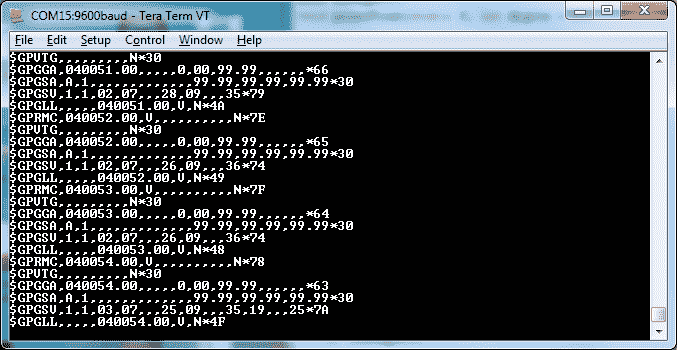 COM15:9600baud - Tera Term VT
File Edit Setup Control Window Help
$GPVTG,,,,,,,,,N*30
$GPGGA,040051.00,,,,,0,00,99.99,,,,,,*66
$GPGSA,A,1,,,,,,,,,,,,,99.99,99.99,99.99*30
$GPGSV,1,1,02,07,,,28,09,,,35*79
$GPGLL,,,,,040051.00,V,N*4A
$GPRMC,040052.00,V,,,,,,,,,,N*7E
$GPVTG,,,,,,,,,N*30
$GPGGA,040052.00,,,,,0,00,99.99,,,,,,*65
$GPGSA,A,1,,,,,,,,,,,,,99.99,99.99,99.99*30
$GPGSV,1,1,02,07,,,26,09,,,36*74
$GPGLL,,,,,040052.00,V,N*49
$GPRMC,040053.00,V,,,,,,,,,,N*7F
$GPVTG,,,,,,,,,N*30
$GPGGA,040053.00,,,,,0,00,99.99,,,,,,*64
$GPGSA,A,1,,,,,,,,,,,,,99.99,99.99,99.99*30
$GPGSV,1,1,02,07,,,26,09,,,36*74
$GPGLL,,,,,040053.00,V,N*48
$GPRMC,040054.00,V,,,,,,,,,,N*78
$GPVTG,,,,,,,,,N*30
$GPGGA,040054.00,,,,,0,00,99.99,,,,,,*63
$GPGSA,A,1,,,,,,,,,,,,,99.99,99.99,99.99*30
$GPGSV,1,1,03,07,,,25,09,,,35,19,,,25*7A
$GPGLL,,,,,040054.00,V,N*4F